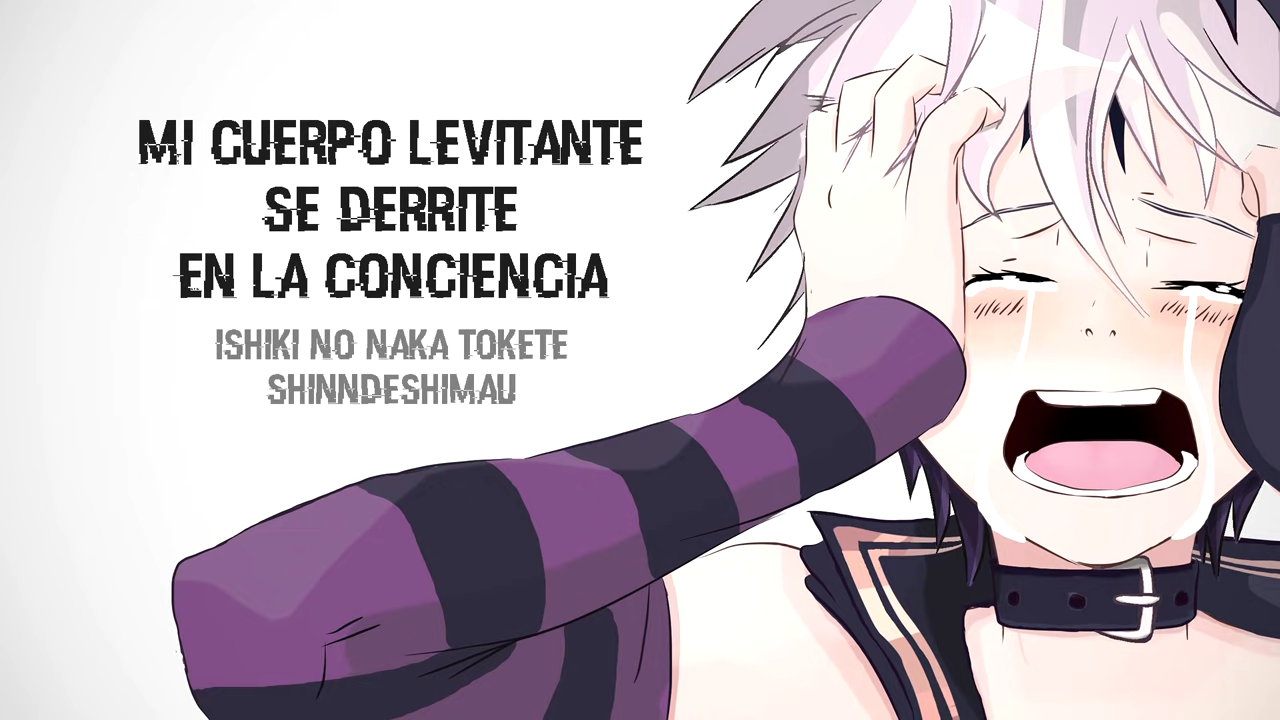 MI CUERPO LEVITANTE
SE DERRITE
EN LA CONCIENCIA
ISHIKI NO NAKA TOKETE
SHINNDESHIMAU